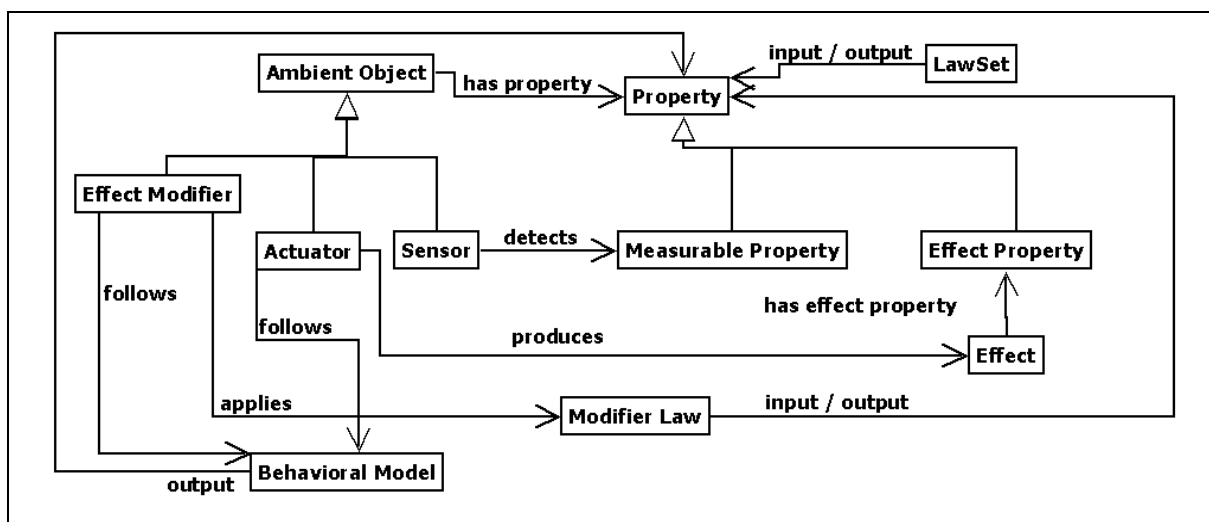 input / output
Ambient Object
LawSet
has property
Property
Effect Modifier
Actuator
Sensor
detects
Measurable Property
Effect Property
follows
has effect property
follows
produces
Effect
applies
Modifier Law
input / output
Behavioral Model
output